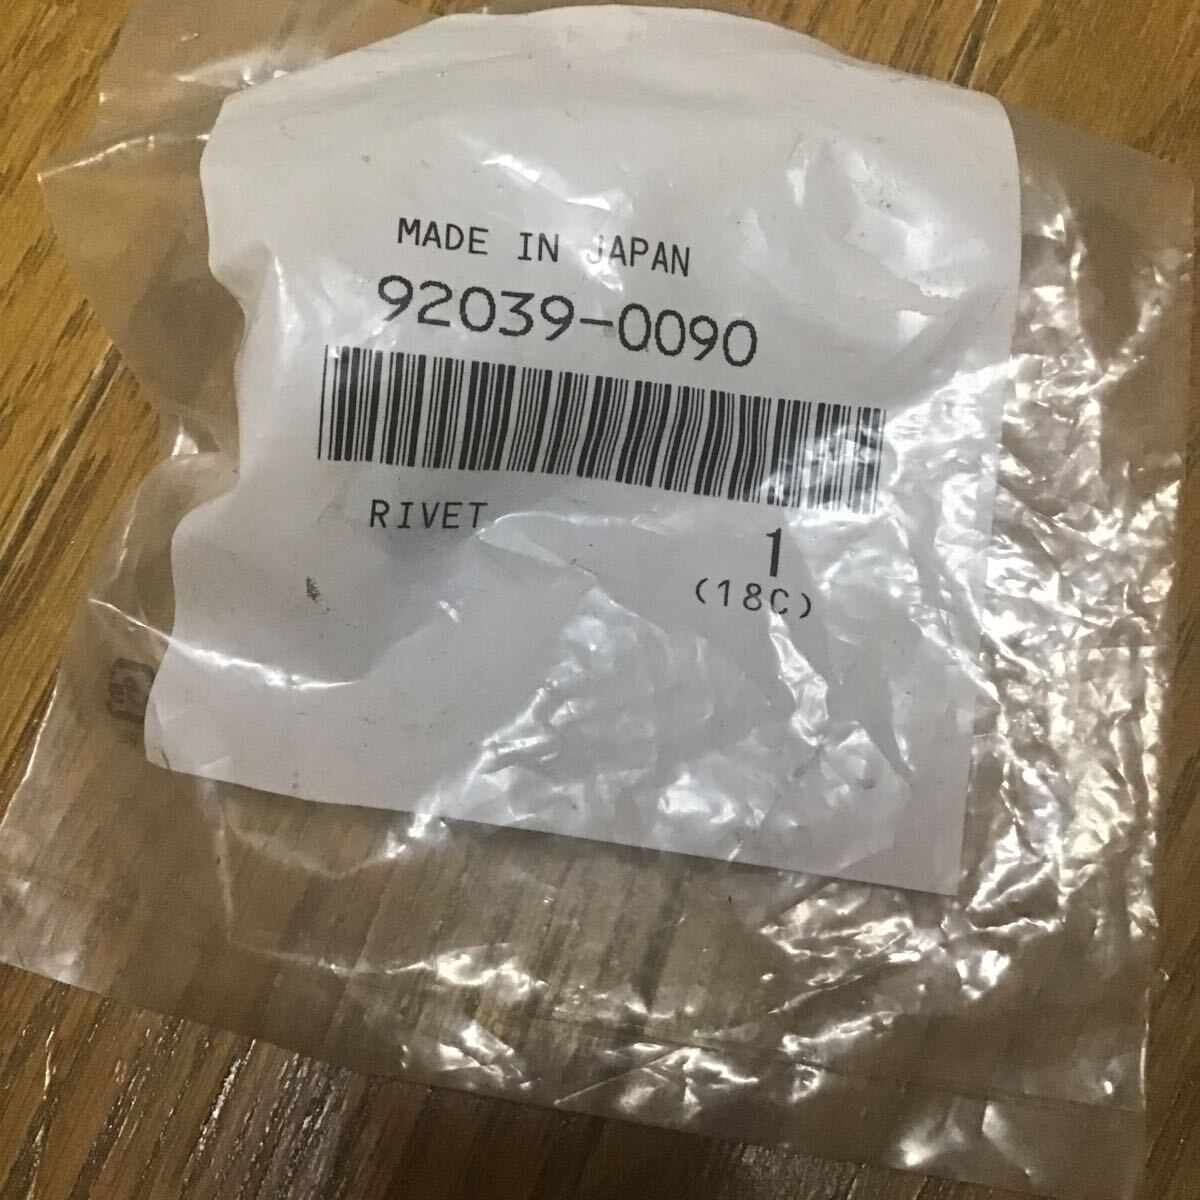 MADE IN JAPAN
92039-0090
RIVET
1
(18C)